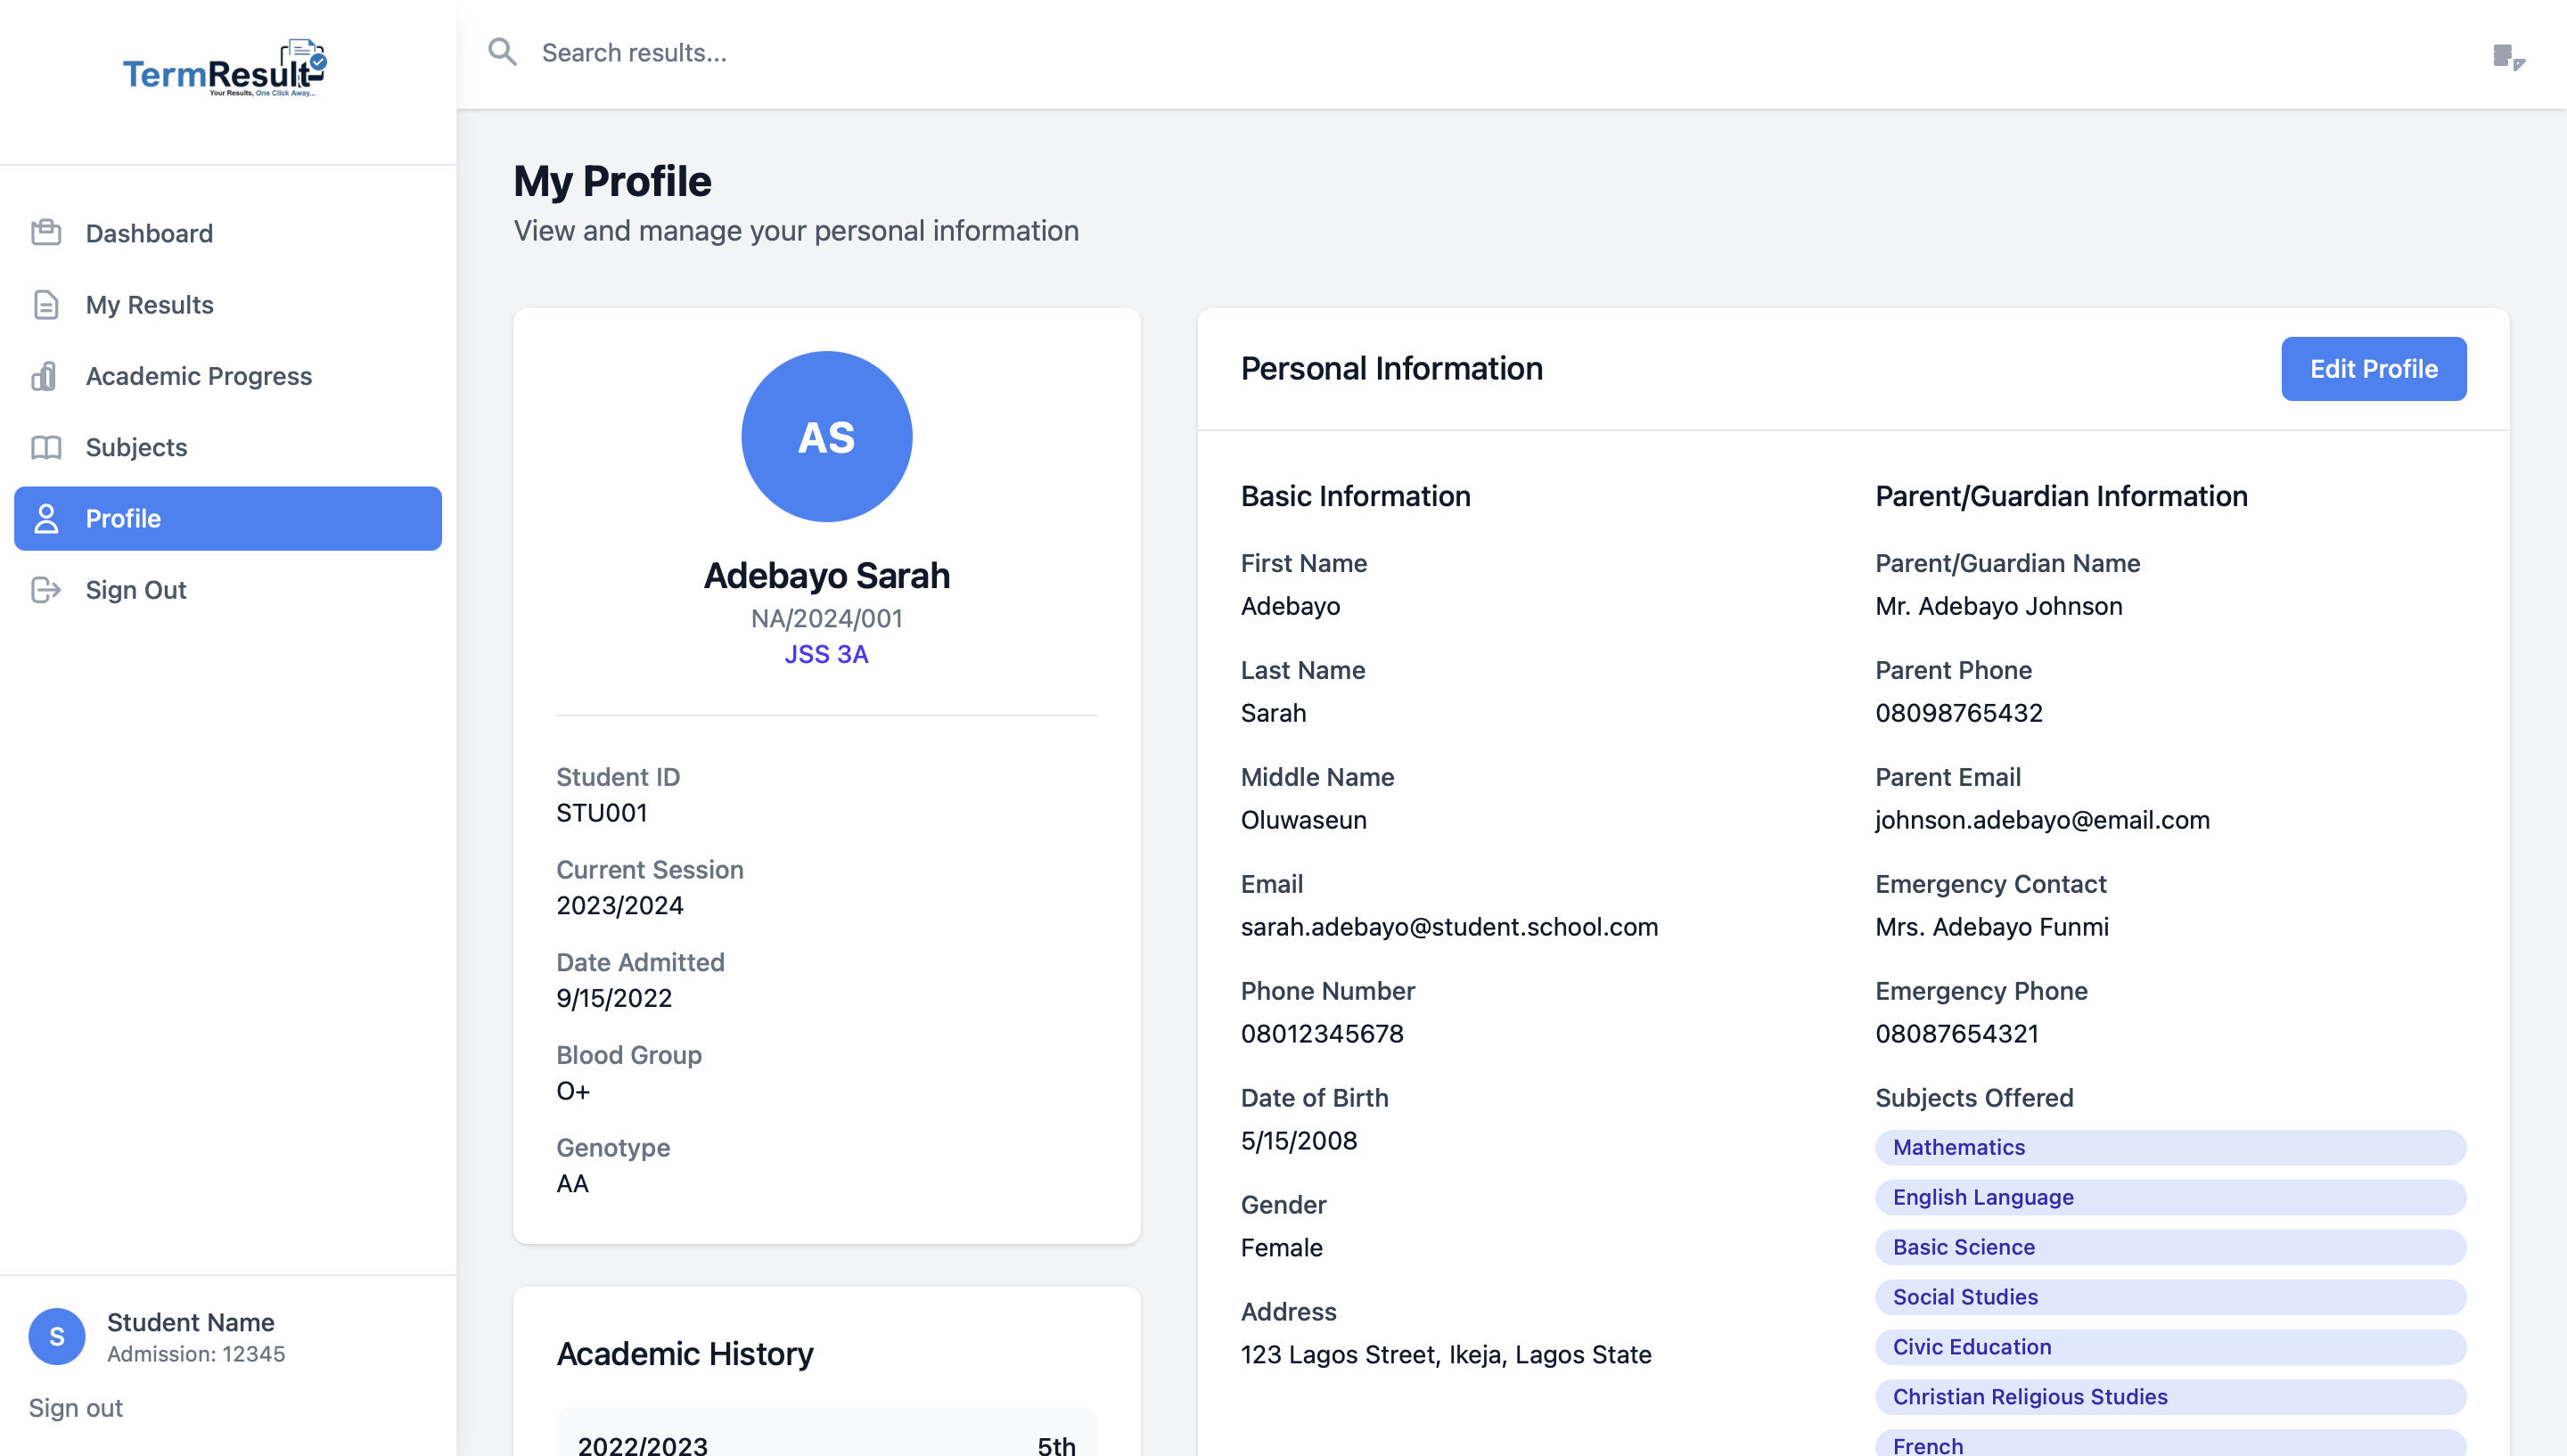 TermResult
Your Results, One Click Away...
Dashboard
My Results
Academic Progress
Subjects
Profile
Sign Out
Student Name
S
Admission: 12345
Sign out
Search results...
My Profile
View and manage your personal information
AS
Adebayo Sarah
NA/2024/001
JSS 3A
Student ID
STU001
Current Session
2023/2024
Date Admitted
9/15/2022
Blood Group
O+
Genotype
AA
Academic History
2022/2023 5th
Personal Information
Edit Profile
Basic Information
First Name
Adebayo
Last Name
Sarah
Middle Name
Oluwaseun
Email
sarah.adebayo@student.school.com
Phone Number
08012345678
Date of Birth
5/15/2008
Gender
Female
Address
123 Lagos Street, Ikeja, Lagos State
Parent/Guardian Information
Parent/Guardian Name
Mr. Adebayo Johnson
Parent Phone
08098765432
Parent Email
johnson.adebayo@email.com
Emergency Contact
Mrs. Adebayo Funmi
Emergency Phone
08087654321
Subjects Offered
Mathematics
English Language
Basic Science
Social Studies
Civic Education
Christian Religious Studies
French